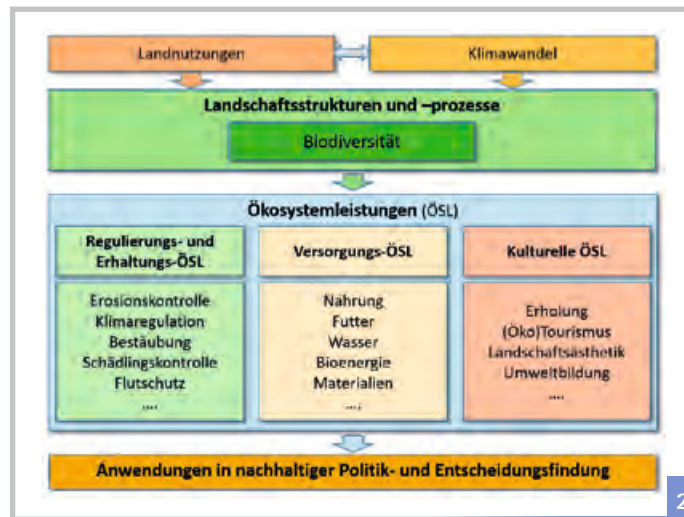 Landnutzungen
Klimawandel
Landschaftsstrukturen und –prozesse
Biodiversität
Ökosystemleistungen (ÖSL)
Regulierungs- und
Erhaltungs-ÖSL
Erosionskontrolle
Klimaregulation
Bestäubung
Schädlingskontrolle
Flutschutz
....
Versorgungs-ÖSL
Nahrung
Futter
Wasser
Bioenergie
Materialien
....
Kulturelle ÖSL
Erholung
(Öko)Tourismus
Landschaftsästhetik
Umweltbildung
....
Anwendungen in nachhaltiger Politik- und Entscheidungsfindung
2